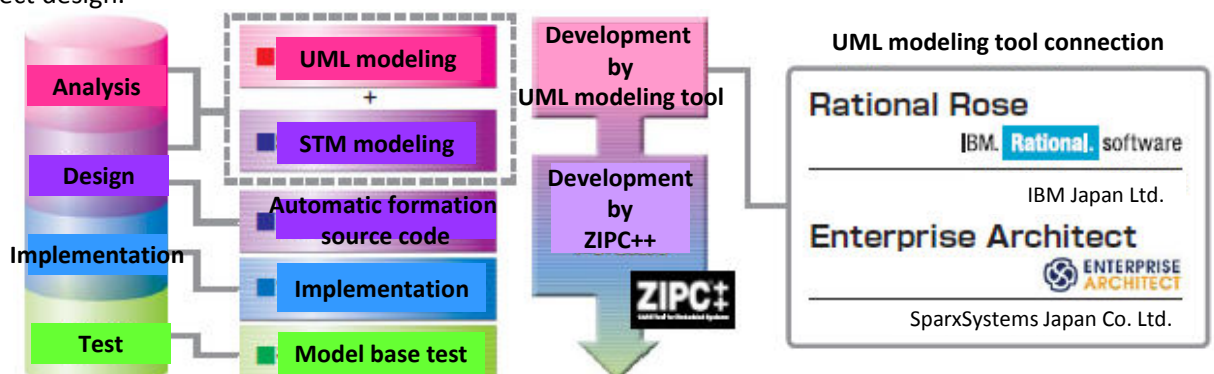 ect design.
Analysis
Design
Implementation
Test
UML modeling
+
STM modeling
Automatic formation
source code
Implementation
Model base test
Development
by
UML modeling tool
Development
by
ZIPC++
ZIPC++
UML modeling tool connection
Rational Rose
IBM. Rational. software
IBM Japan Ltd.
Enterprise Architect
ENTERPRISE
ARCHITECT
SparxSystems Japan Co. Ltd.